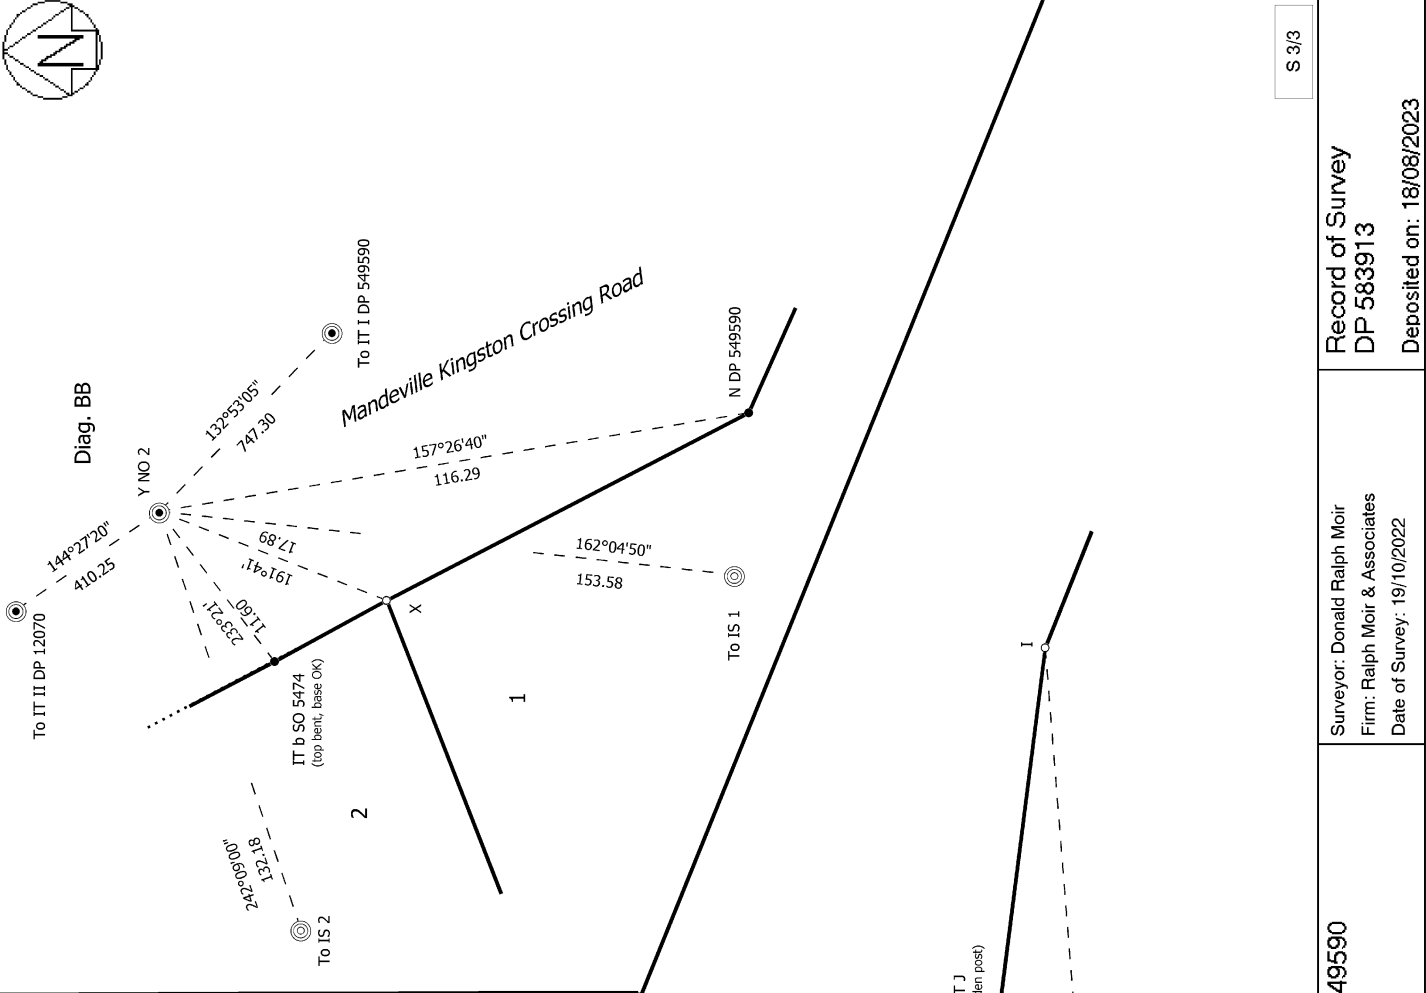 N
Diag. BB
To IT II DP 12070
144°27'20"
410.25
Y NO 2
132°53'05"
747.30
To IT I DP 549590
Mandeville Kingston Crossing Road
157°26'40"
116.29
N DP 549590
17.89
191°41'
11.60
233°21'
X
IT b SO 5474
(top bent, base OK)
162°04'50"
153.58
To IS 1
1
2
242°09'00"
132.18
To IS 2
I
T J
den post)
S 3/3
Record of Survey
DP 583913
Deposited on: 18/08/2023
Surveyor: Donald Ralph Moir
Firm: Ralph Moir & Associates
Date of Survey: 19/10/2022
49590